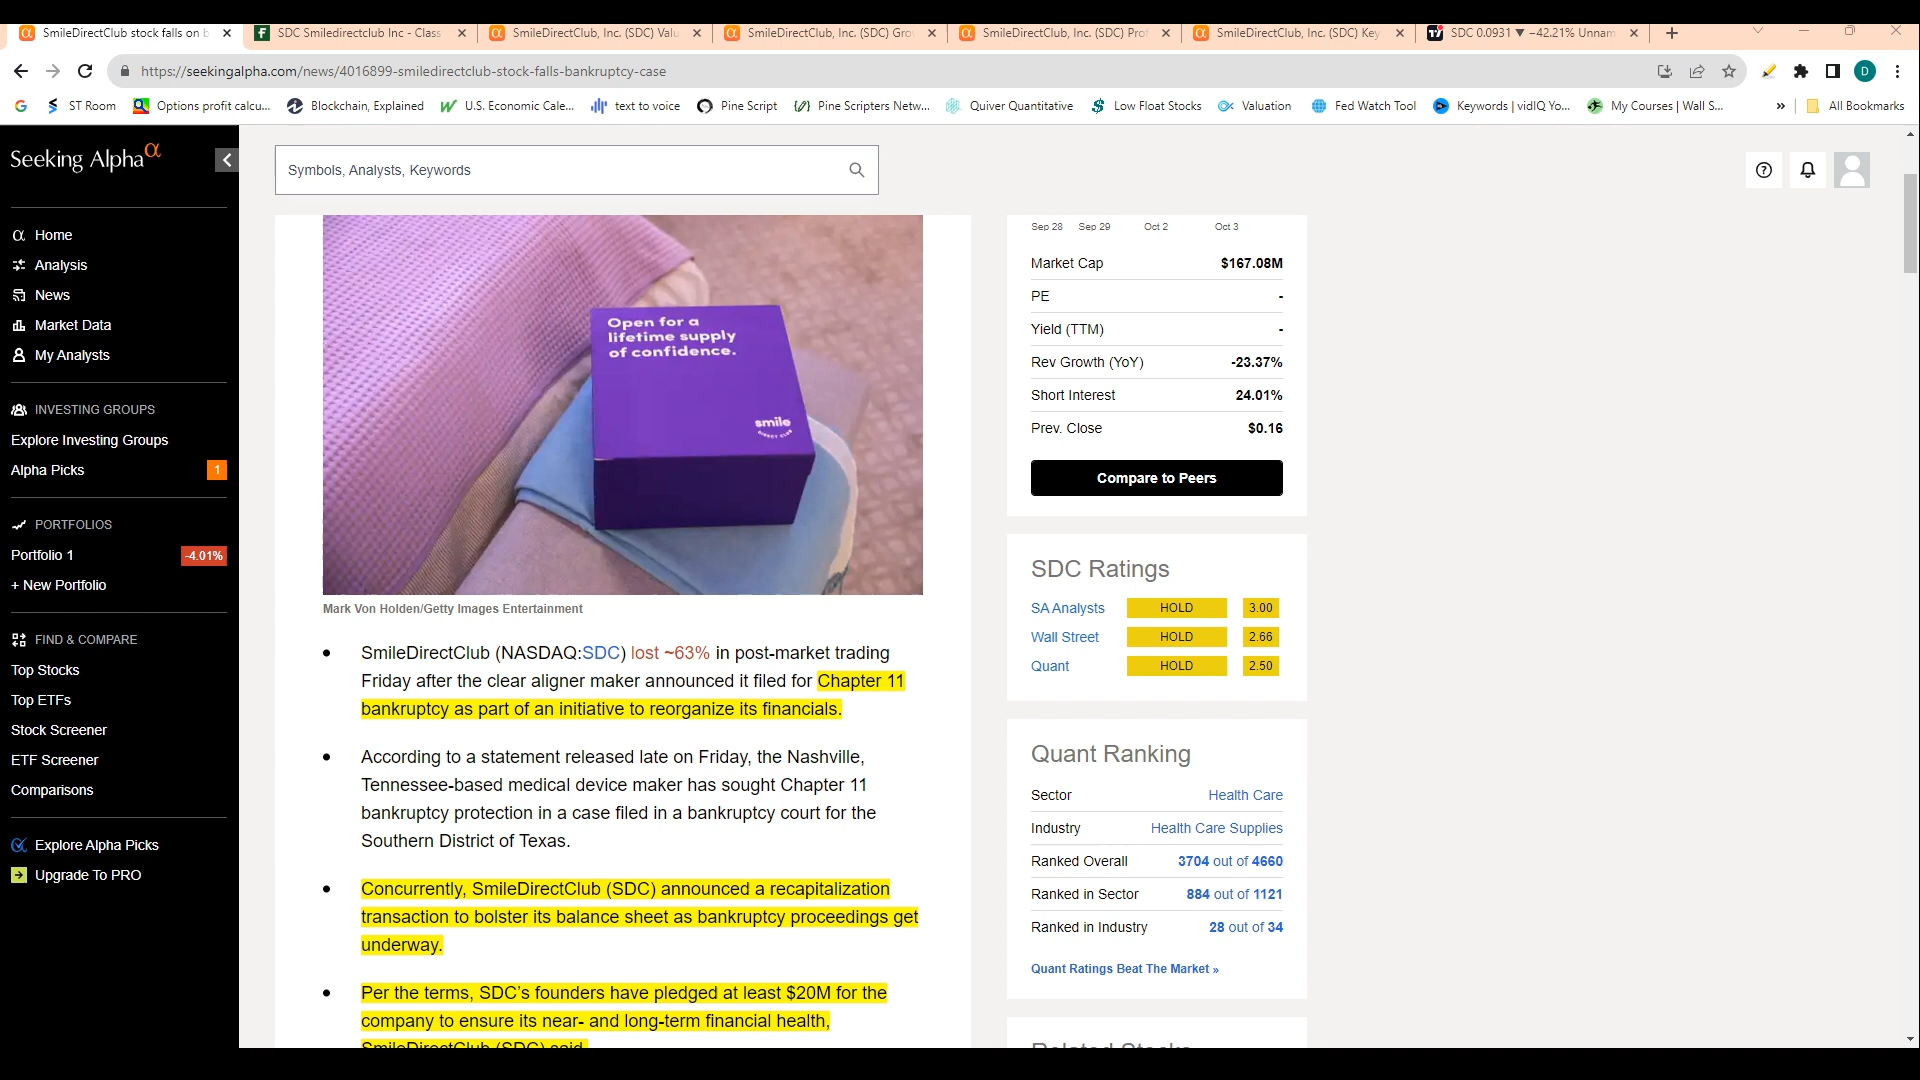 SmileDirectClub stock falls on b
SDC Smiledirectclub Inc - Class
SmileDirectClub, Inc. (SDC) Valu
SmileDirectClub, Inc. (SDC) Gro
SmileDirectClub, Inc. (SDC) Prof
SmileDirectClub, Inc. (SDC) Key
SDC 0.0931 ▼ −42.21% Unnam
https://seekingalpha.com/news/4016899-smiledirectclub-stock-falls-bankruptcy-case
D
ST Room
Options profit calcu...
Blockchain, Explained
U.S. Economic Cale...
text to voice
Pine Script
Pine Scripters Netw...
Quiver Quantitative
Low Float Stocks
Valuation
Fed Watch Tool
Keywords | vidIQ Yo...
My Courses | Wall S...
»
All Bookmarks
Seeking Alpha α
Symbols, Analysts, Keywords
Home
Analysis
News
Market Data
My Analysts
INVESTING GROUPS
Explore Investing Groups
Alpha Picks 1
PORTFOLIOS
Portfolio 1 -4.01%
+ New Portfolio
FIND & COMPARE
Top Stocks
Top ETFs
Stock Screener
ETF Screener
Comparisons
Explore Alpha Picks
Upgrade To PRO
Open for a
lifetime supply
of confidence.
smile
DIRECT CLUB
Mark Von Holden/Getty Images Entertainment
• SmileDirectClub (NASDAQ:SDC) lost ~63% in post-market trading
Friday after the clear aligner maker announced it filed for Chapter 11
bankruptcy as part of an initiative to reorganize its financials.
• According to a statement released late on Friday, the Nashville,
Tennessee-based medical device maker has sought Chapter 11
bankruptcy protection in a case filed in a bankruptcy court for the
Southern District of Texas.
• Concurrently, SmileDirectClub (SDC) announced a recapitalization
transaction to bolster its balance sheet as bankruptcy proceedings get
underway.
• Per the terms, SDC's founders have pledged at least $20M for the
company to ensure its near- and long-term financial health,
SmileDirectClub (SDC) said.
Sep 28 Sep 29 Oct 2 Oct 3
Market Cap $167.08M
PE -
Yield (TTM) -
Rev Growth (YoY) -23.37%
Short Interest 24.01%
Prev. Close $0.16
Compare to Peers
SDC Ratings
SA Analysts HOLD 3.00
Wall Street HOLD 2.66
Quant HOLD 2.50
Quant Ranking
Sector Health Care
Industry Health Care Supplies
Ranked Overall 3704 out of 4660
Ranked in Sector 884 out of 1121
Ranked in Industry 28 out of 34
Quant Ratings Beat The Market »
Related Stocks